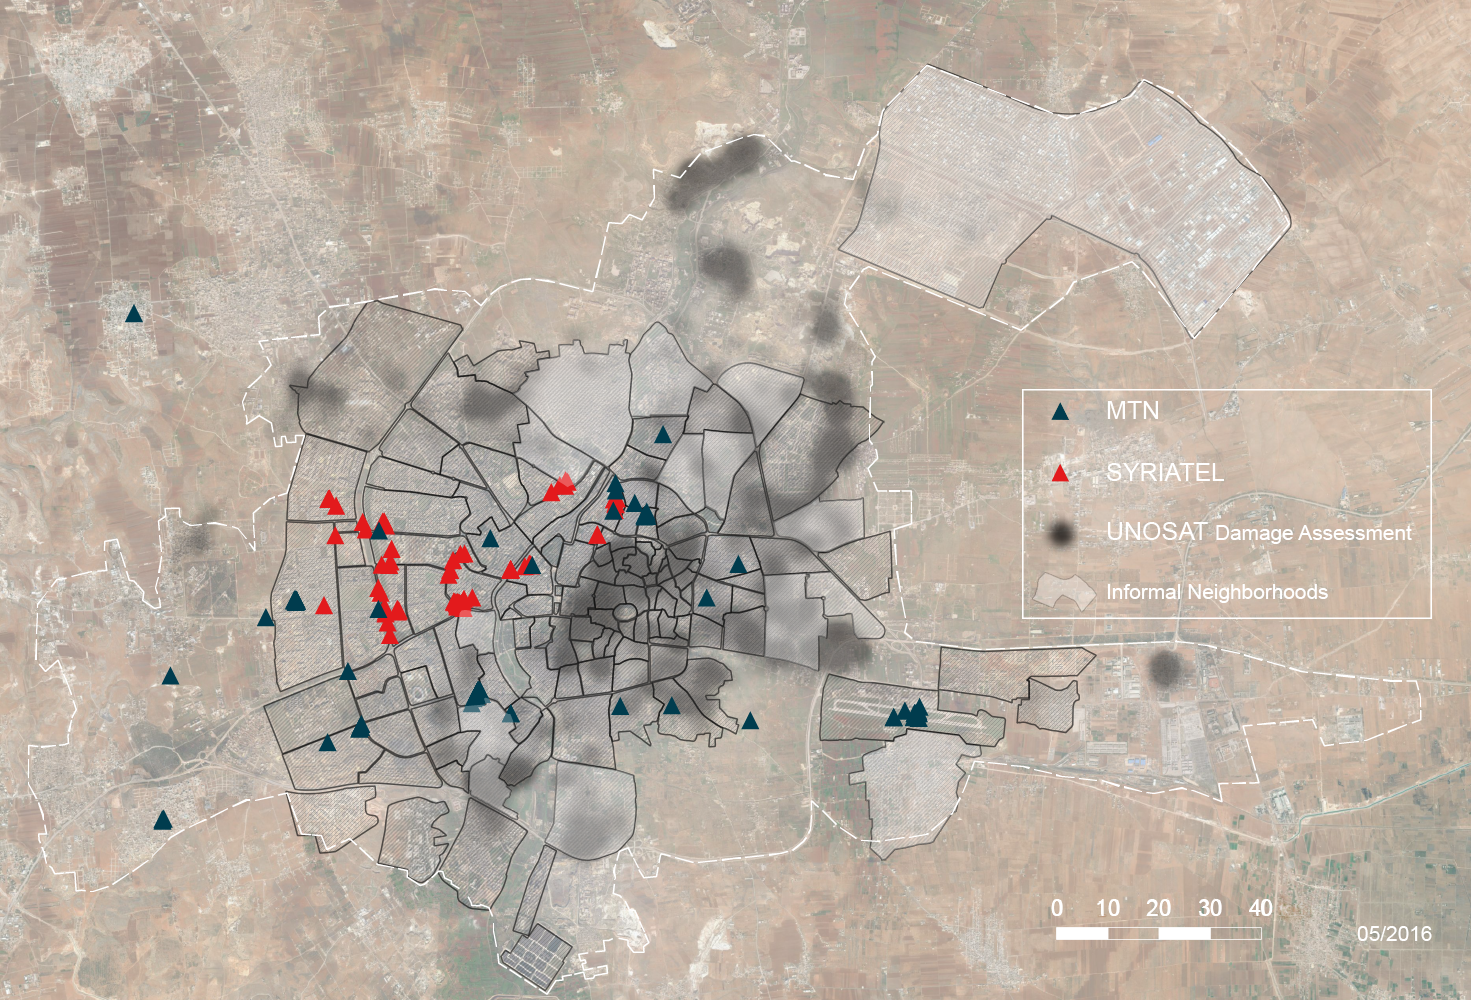 MTN
SYRIATEL
UNOSAT Damage Assessment
Informal Neighborhoods
0 10 20 30 40
05/2016